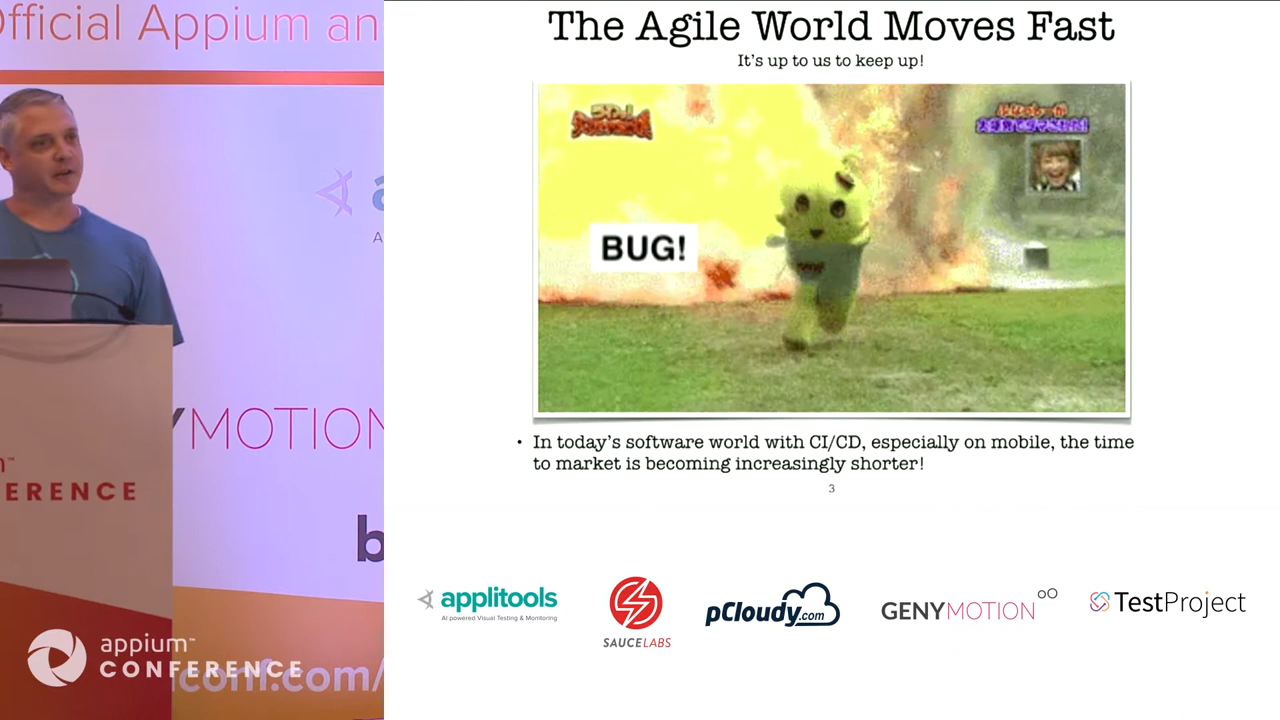 Official Appium an
MOTION
ERENCE
b
appium™
CONFERENCE
conf.com/
The Agile World Moves Fast
It's up to us to keep up!
BUG!
• In today's software world with CI/CD, especially on mobile, the time
to market is becoming increasingly shorter!
3
applitools
AI powered Visual Testing & Monitoring
SAUCELABS
pCloudy.com
GENYMOTION
TestProject